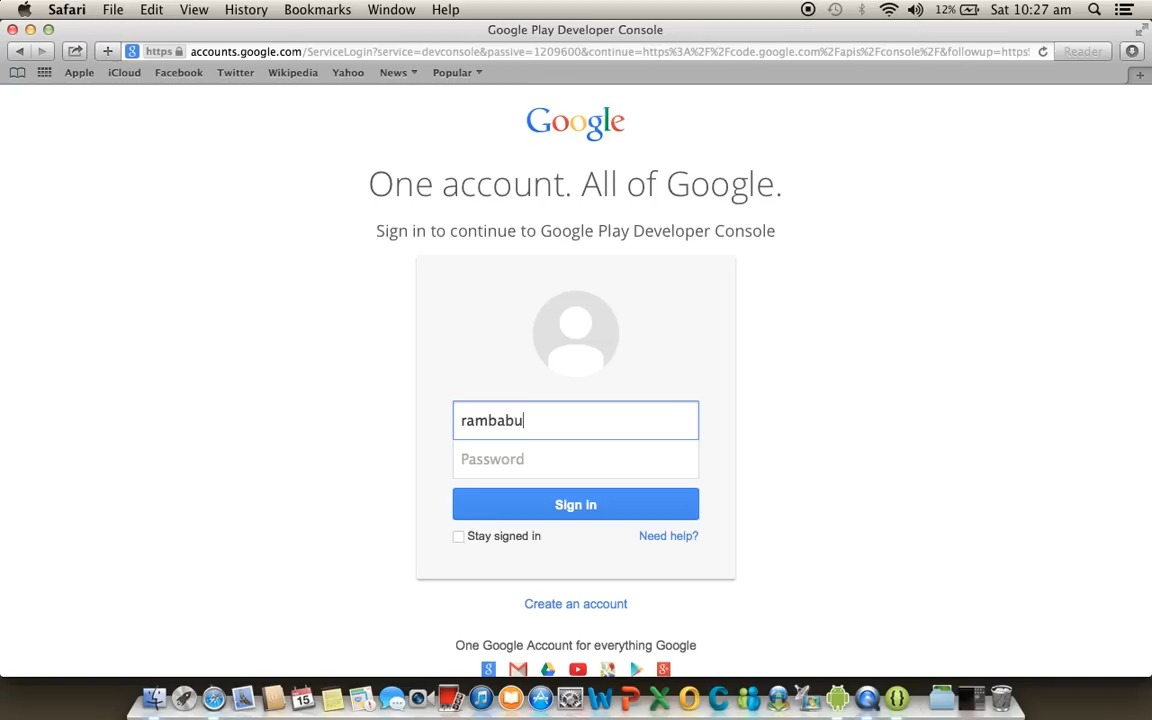 Safari File Edit View History Bookmarks Window Help 12% Sat 10:27 am
Google Play Developer Console
https accounts.google.com/ServiceLogin?service=devconsole&passive=1209600&continue=https%3A%2F%2Fcode.google.com%2Fapis%2Fconsole%2F&followup=https! Reader
Apple iCloud Facebook Twitter Wikipedia Yahoo News Popular
Google
One account. All of Google.
Sign in to continue to Google Play Developer Console
rambabu
Password
Sign in
Stay signed in Need help?
Create an account
One Google Account for everything Google